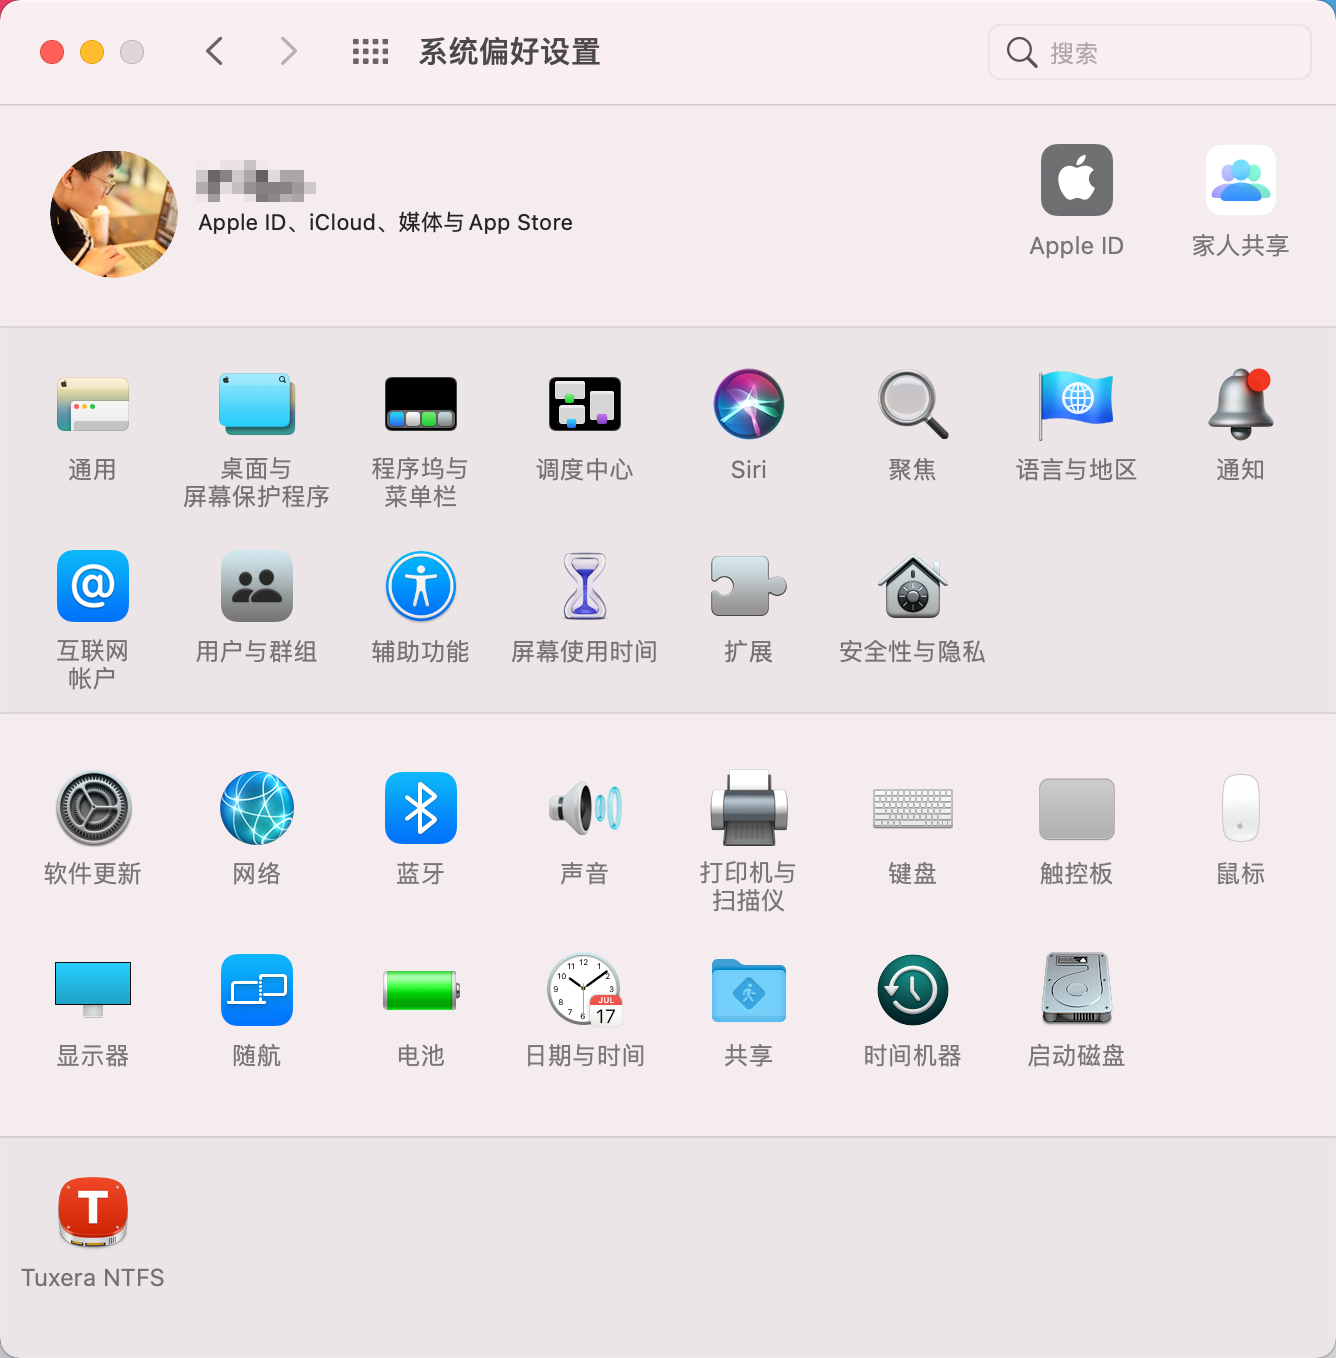 系统偏好设置
搜索
Apple ID、iCloud、媒体与 App Store
Apple ID
家人共享
通用
桌面与
屏幕保护程序
程序坞与
菜单栏
调度中心
Siri
聚焦
语言与地区
通知
互联网
帐户
用户与群组
辅助功能
屏幕使用时间
扩展
安全性与隐私
软件更新
网络
蓝牙
声音
打印机与
扫描仪
键盘
触控板
鼠标
显示器
随航
电池
JUL
17
日期与时间
共享
时间机器
启动磁盘
T
Tuxera NTFS